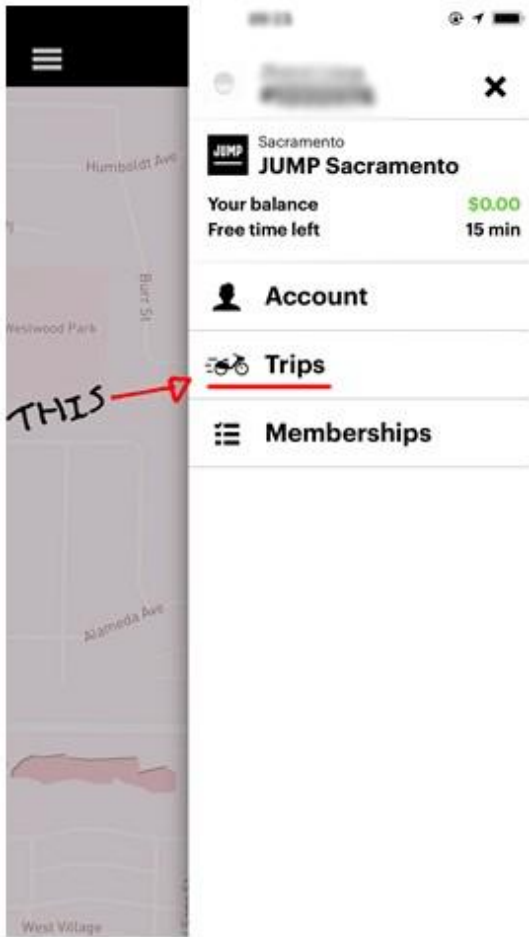 Sacramento
JUMP
JUMP Sacramento
Your balance $0.00
Free time left 15 min
Account
Trips
Memberships
Humboldt Ave
Burr St
Westwood Park
THIS
Alameda Ave
West Village